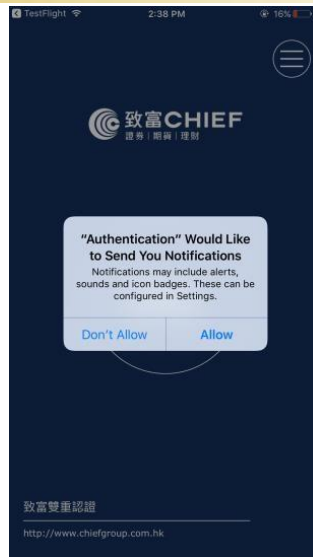 TestFlight 2:38 PM 16%
致富CHIEF
證券 | 期貨 | 理財
"Authentication" Would Like
to Send You Notifications
Notifications may include alerts,
sounds and icon badges. These can be
configured in Settings.
Don't Allow Allow
致富雙重認證
http://www.chiefgroup.com.hk